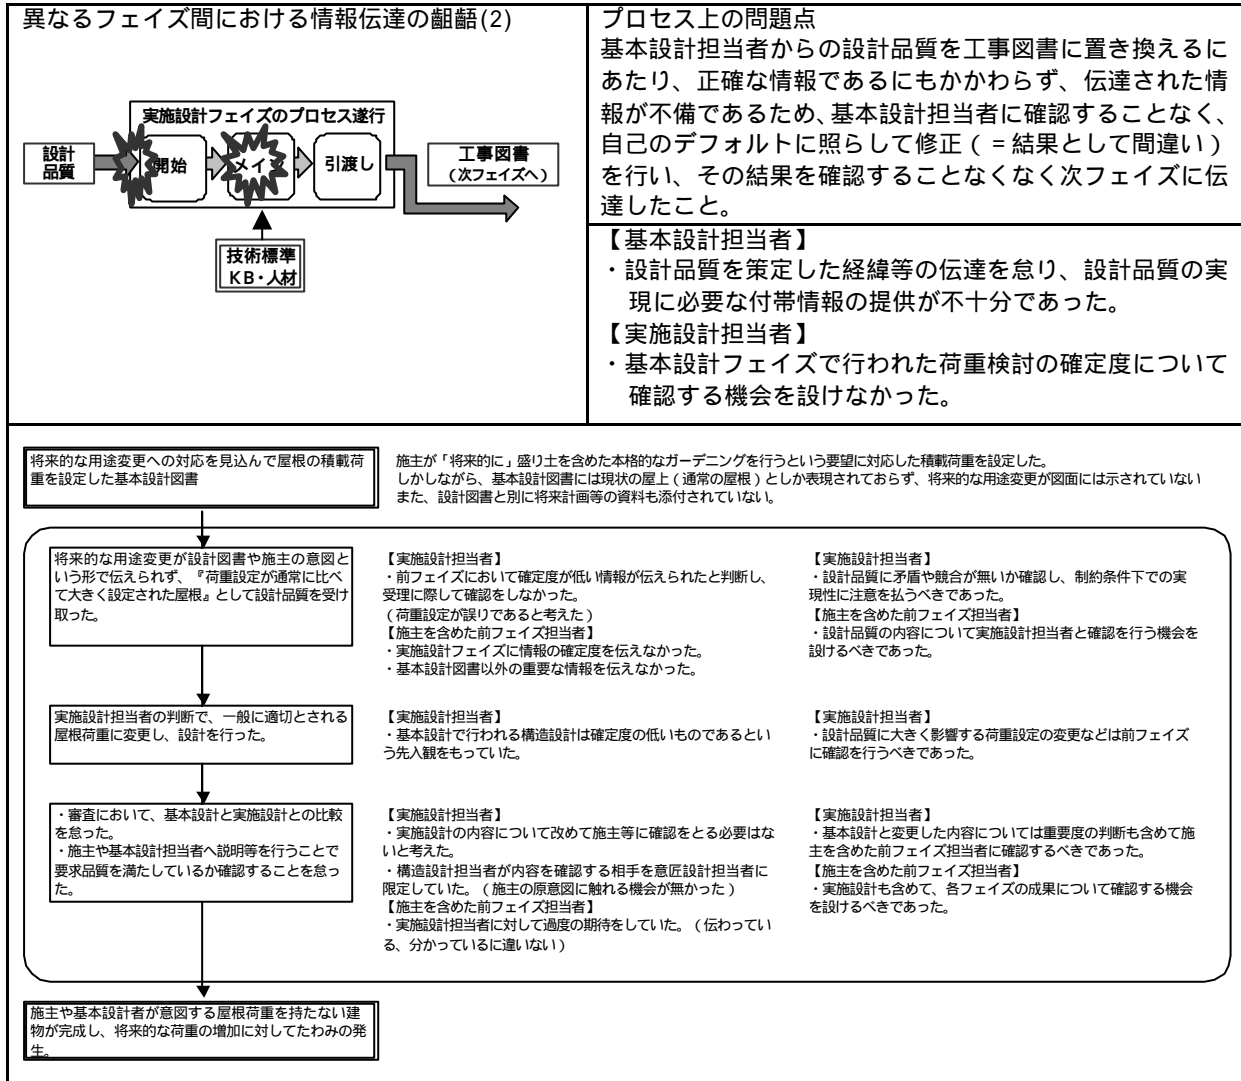 異なるフェイズ間における情報伝達の齟齬(2)
実施設計フェイズのプロセス遂行
設計
品質
開始
メイン
引渡し
工事図書
(次フェイズへ)
技術標準
KB・人材
プロセス上の問題点
基本設計担当者からの設計品質を工事図書に置き換えるに
あたり、正確な情報であるにもかかわらず、伝達された情
報が不備であるため、基本設計担当者に確認することなく、
自己のデフォルトに照らして修正(=結果として間違い)
を行い、その結果を確認することなくなく次フェイズに伝
達したこと。
【基本設計担当者】
・設計品質を策定した経緯等の伝達を怠り、設計品質の実
現に必要な付帯情報の提供が不十分であった。
【実施設計担当者】
・基本設計フェイズで行われた荷重検討の確定度について
確認する機会を設けなかった。
将来的な用途変更への対応を見込んで屋根の積載荷
重を設定した基本設計図書
施主が「将来的に」盛り土を含めた本格的なガーデニングを行うという要望に対応した積載荷重を設定した。
しかしながら、基本設計図書には現状の屋上(通常の屋根)としか表現されておらず、将来的な用途変更が図面には示されていない
また、設計図書と別に将来計画等の資料も添付されていない。
将来的な用途変更が設計図書や施主の意図と
いう形で伝えられず、『荷重設定が通常に比べ
て大きく設定された屋根』として設計品質を受け
取った。
【実施設計担当者】
・前フェイズにおいて確定度が低い情報が伝えられたと判断し、
受理に際して確認をしなかった。
(荷重設定が誤りであると考えた)
【施主を含めた前フェイズ担当者】
・実施設計フェイズに情報の確定度を伝えなかった。
・基本設計図書以外の重要な情報を伝えなかった。
【実施設計担当者】
・設計品質に矛盾や競合が無いか確認し、制約条件下での実
現性に注意を払うべきであった。
【施主を含めた前フェイズ担当者】
・設計品質の内容について実施設計担当者と確認を行う機会を
設けるべきであった。
実施設計担当者の判断で、一般に適切とされる
屋根荷重に変更し、設計を行った。
【実施設計担当者】
・基本設計で行われる構造設計は確定度の低いものであるとい
う先入観をもっていた。
【実施設計担当者】
・設計品質に大きく影響する荷重設定の変更などは前フェイズ
に確認を行うべきであった。
・審査において、基本設計と実施設計との比較
を怠った。
・施主や基本設計担当者へ説明等を行うことで
要求品質を満たしているか確認することを怠っ
た。
【実施設計担当者】
・実施設計の内容について改めて施主等に確認をとる必要はな
いと考えた。
・構造設計担当者が内容を確認する相手を意匠設計担当者に
限定していた。(施主の原意図に触れる機会が無かった)
【施主を含めた前フェイズ担当者】
・実施設計担当者に対して過度の期待をしていた。(伝わってい
る、分かっているに違いない)
【実施設計担当者】
・基本設計と変更した内容については重要度の判断も含めて施
主を含めた前フェイズ担当者に確認するべきであった。
【施主を含めた前フェイズ担当者】
・実施設計も含めて、各フェイズの成果について確認する機会
を設けるべきであった。
施主や基本設計者が意図する屋根荷重を持たない建
物が完成し、将来的な荷重の増加に対してたわみの発
生。